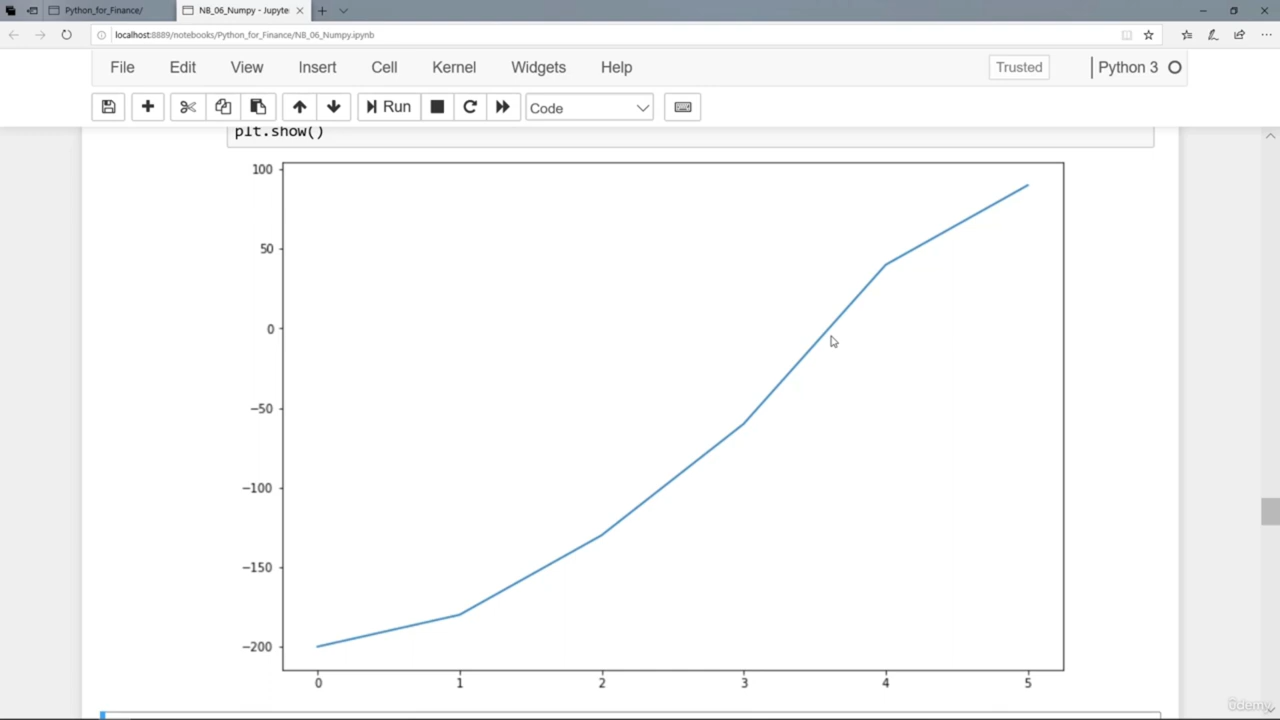 Python_for_Finance/
NB_06_Numpy - Jupyte
localhost:8889/notebooks/Python_for_Finance/NB_06_Numpy.ipynb
File Edit View Insert Cell Kernel Widgets Help Trusted Python 3
Run Code
plt.show()
100
50
0
−50
−100
−150
−200
0 1 2 3 4 5
ûdemy